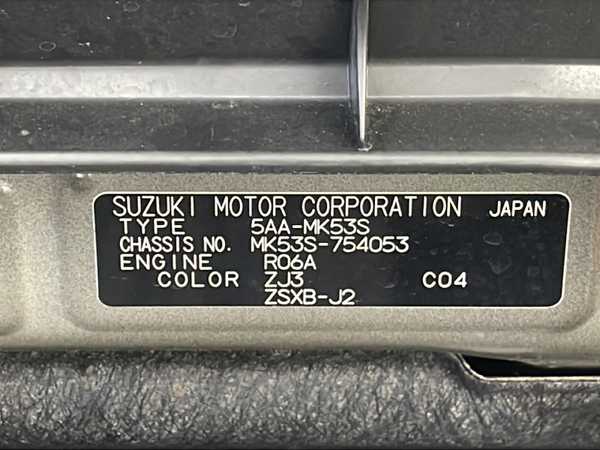 SUZUKI MOTOR CORPORATION JAPAN
TYPE 5AA-MK53S
CHASSIS NO. MK53S-754053
ENGINE R06A
COLOR ZJ3 C04
ZSXB-J2